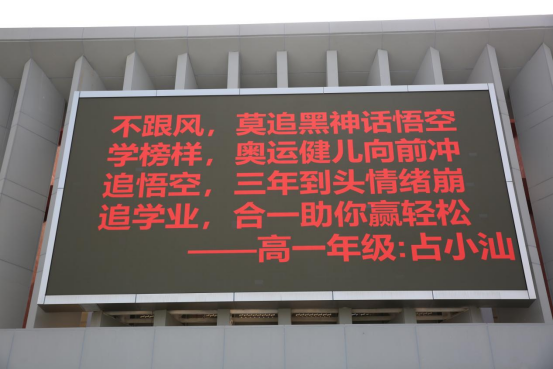 不跟风，莫追黑神话悟空
学榜样，奥运健儿向前冲
追悟空，三年到头情绪崩
追学业，合一助你赢轻松
——高一年级:占小汕